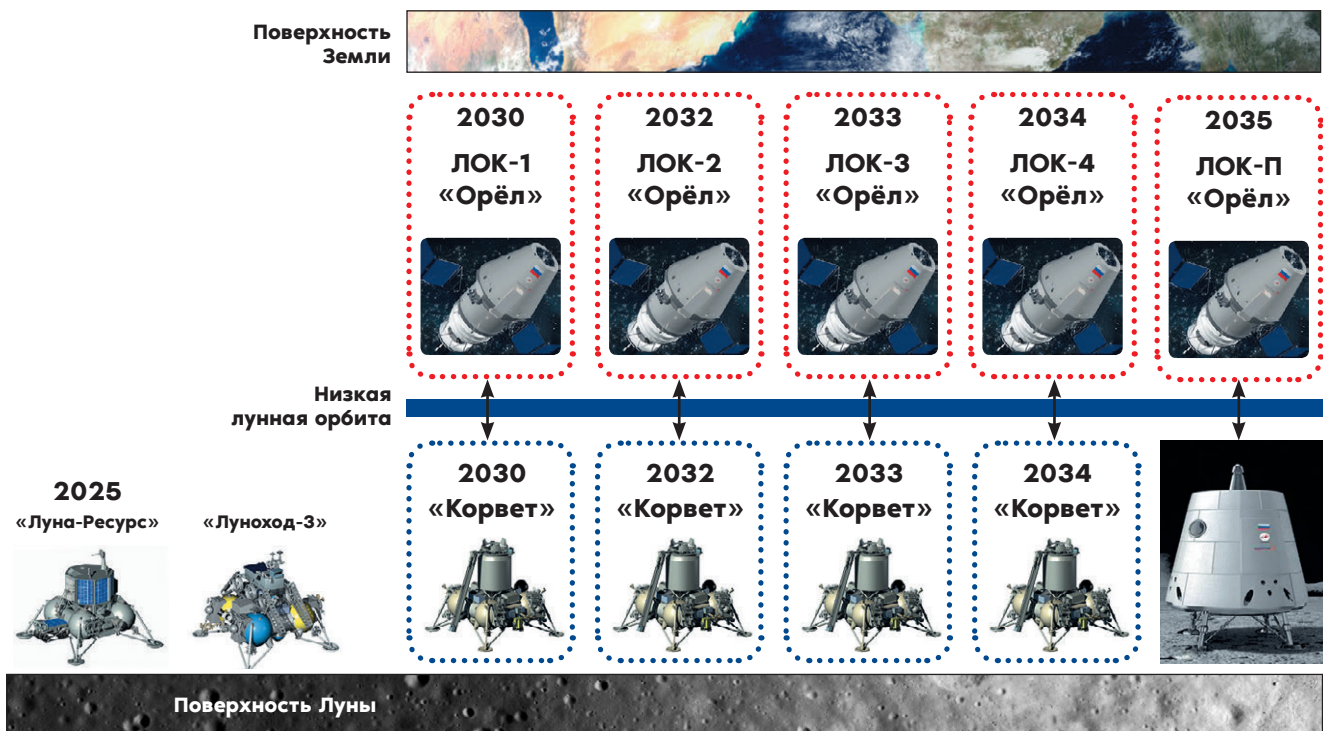 Поверхность
Земли
2030
ЛОК-1
«Орёл»
2032
ЛОК-2
«Орёл»
2033
ЛОК-3
«Орёл»
2034
ЛОК-4
«Орёл»
2035
ЛОК-П
«Орёл»
Низкая
лунная орбита
2025
«Луна-Ресурс»
«Луноход-3»
2030
«Корвет»
2032
«Корвет»
2033
«Корвет»
2034
«Корвет»
Поверхность Луны